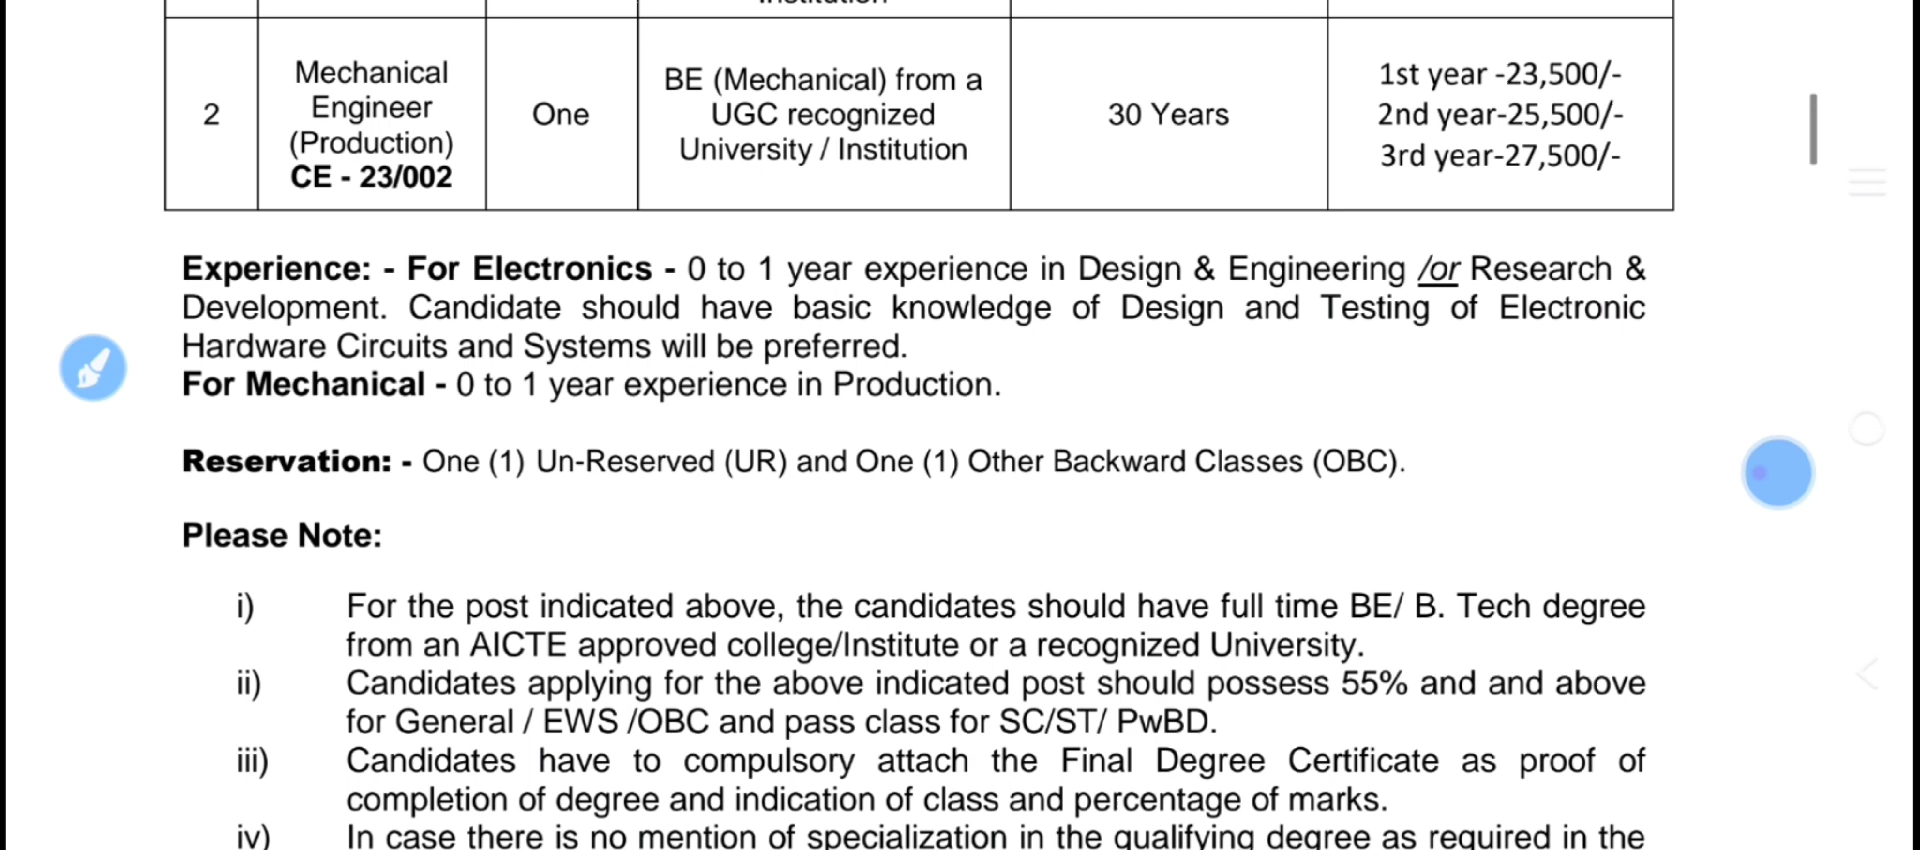 Institution
2
Mechanical
Engineer
(Production)
CE - 23/002
One
BE (Mechanical) from a
UGC recognized
University / Institution
30 Years
1st year -23,500/-
2nd year-25,500/-
3rd year-27,500/-
Experience: - For Electronics - 0 to 1 year experience in Design & Engineering /or Research &
Development. Candidate should have basic knowledge of Design and Testing of Electronic
Hardware Circuits and Systems will be preferred.
For Mechanical - 0 to 1 year experience in Production.
Reservation: - One (1) Un-Reserved (UR) and One (1) Other Backward Classes (OBC).
Please Note:
i) For the post indicated above, the candidates should have full time BE/ B. Tech degree
from an AICTE approved college/Institute or a recognized University.
ii) Candidates applying for the above indicated post should possess 55% and and above
for General / EWS /OBC and pass class for SC/ST/ PwBD.
iii) Candidates have to compulsory attach the Final Degree Certificate as proof of
completion of degree and indication of class and percentage of marks.
iv) In case there is no mention of specialization in the qualifying degree as required in the